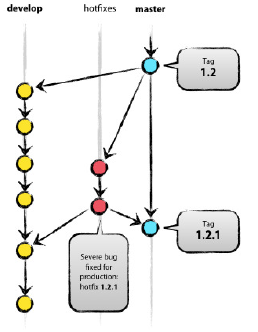 develop
hotfixes
master
Tag
1.2
Tag
1.2.1
Severe bug
fixed for
production:
hotfix 1.2.1